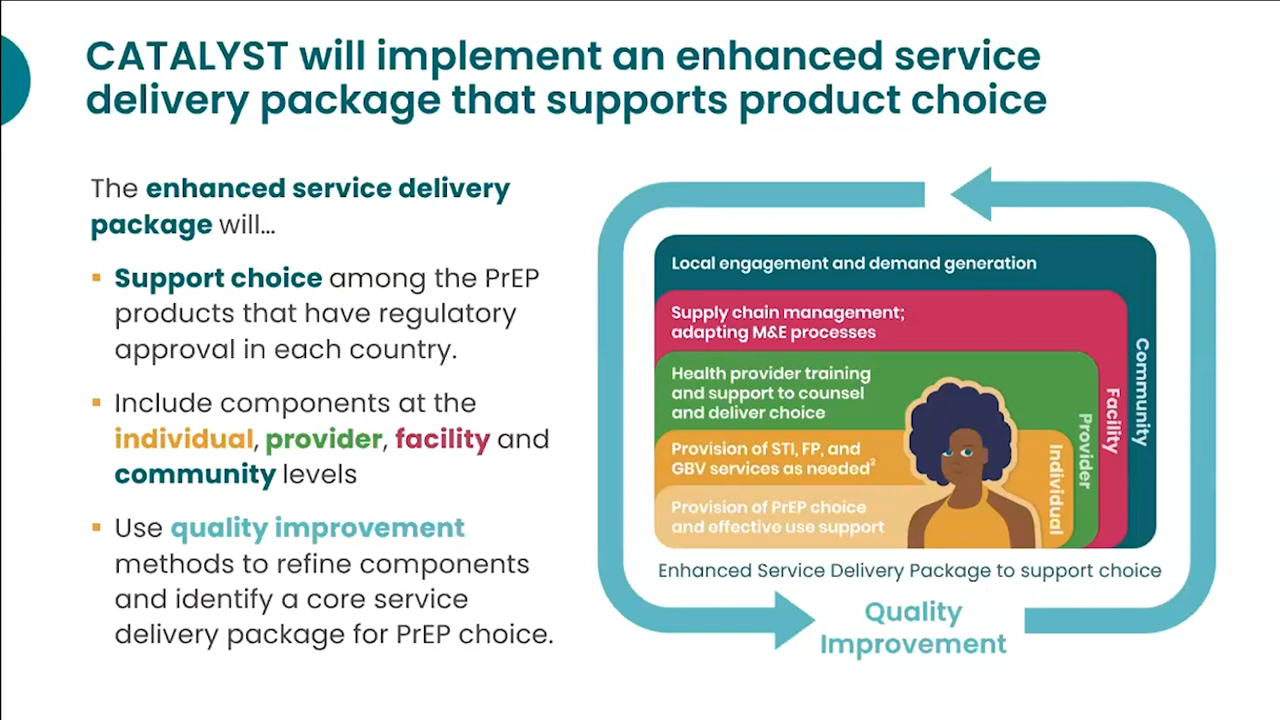 CATALYST will implement an enhanced service
delivery package that supports product choice
The enhanced service delivery
package will…
▪ Support choice among the PrEP
products that have regulatory
approval in each country.
▪ Include components at the
individual, provider, facility and
community levels
▪ Use quality improvement
methods to refine components
and identify a core service
delivery package for PrEP choice.
Local engagement and demand generation
Supply chain management;
adapting M&E processes
Health provider training
and support to counsel
and deliver choice
Provision of STI, FP, and
GBV services as needed²
Provision of PrEP choice
and effective use support
Individual
Provider
Facility
Community
Enhanced Service Delivery Package to support choice
Quality
Improvement